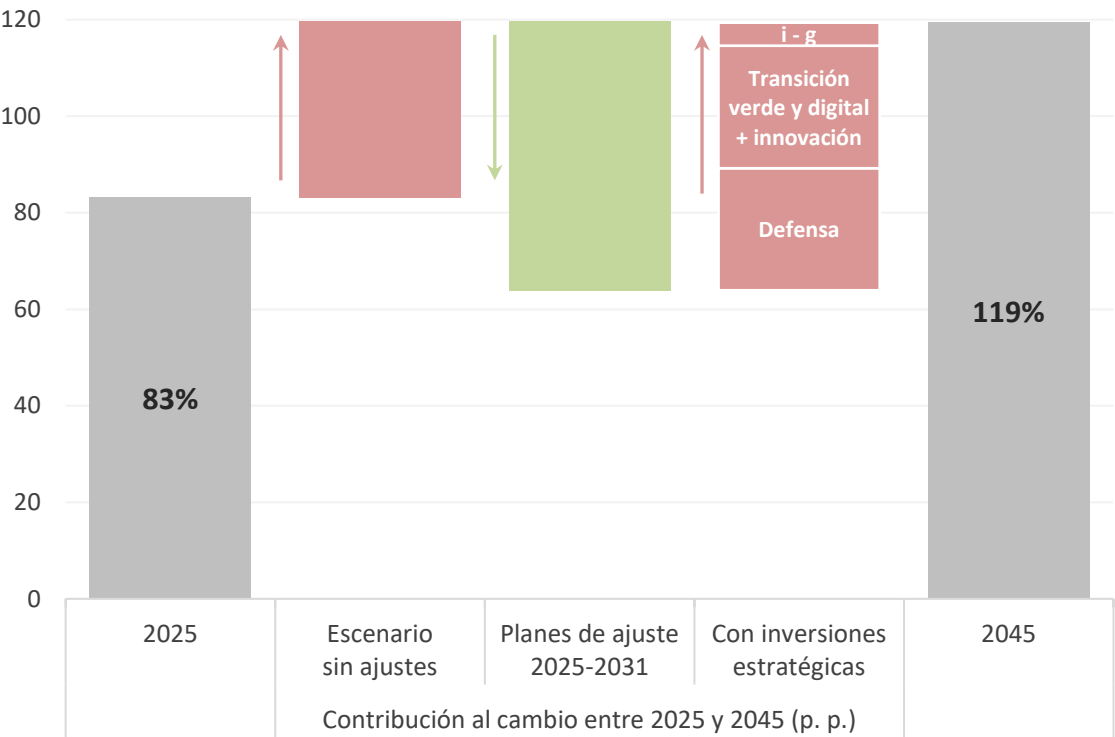 120
100
80
60
40
20
0
83%
i - g
Transición
verde y digital
+ innovación
Defensa
119%
2025
Escenario
sin ajustes
Planes de ajuste
2025-2031
Con inversiones
estratégicas
2045
Contribución al cambio entre 2025 y 2045 (p. p.)